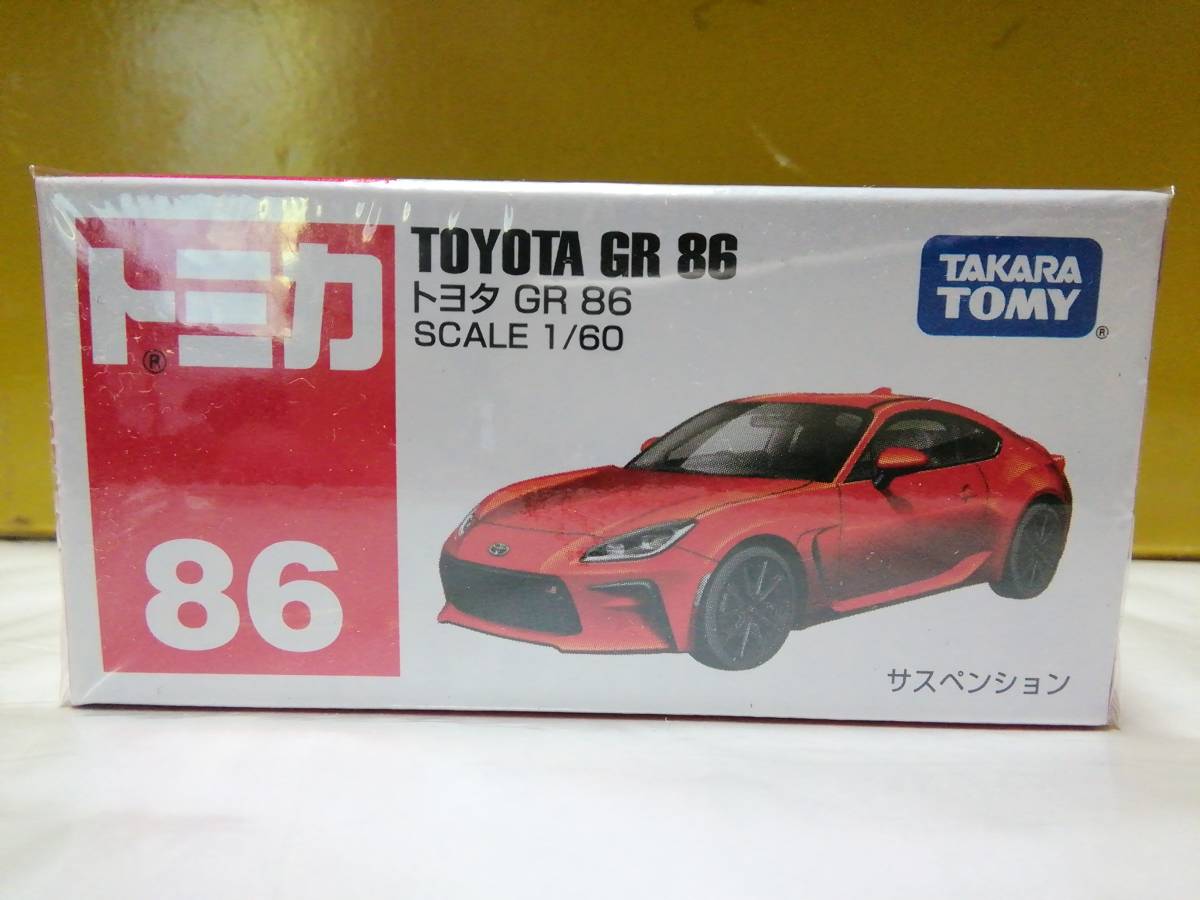 トミカ®
86
TOYOTA GR 86
トヨタ GR 86
SCALE 1/60
TAKARA
TOMY®
サスペンション